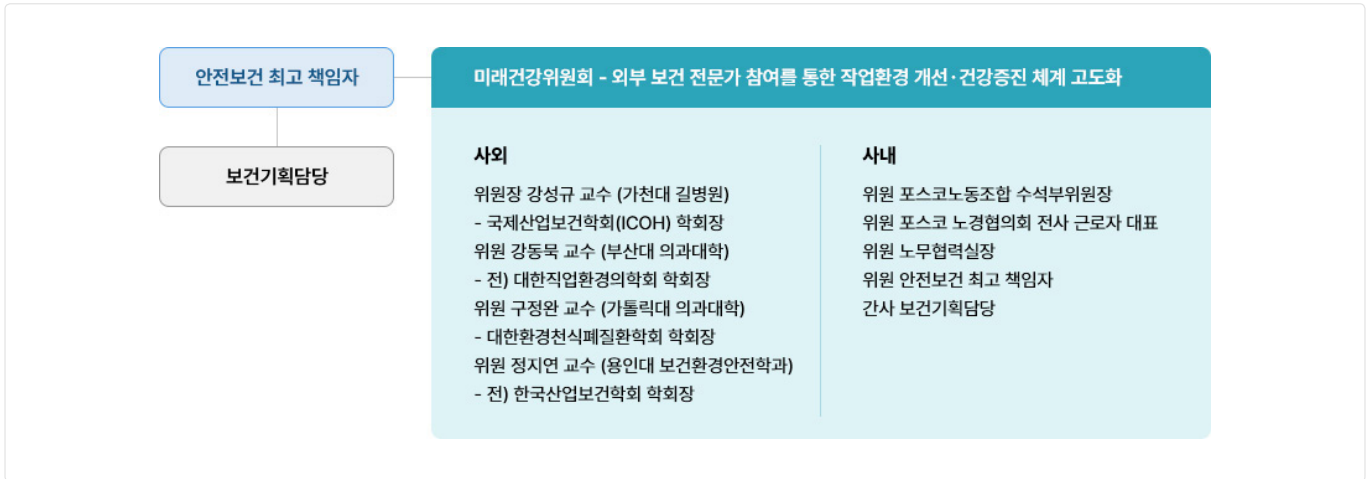 안전보건 최고 책임자
보건기획담당
미래건강위원회 - 외부 보건 전문가 참여를 통한 작업환경 개선·건강증진 체계 고도화
사외
위원장 강성규 교수 (가천대 길병원)
- 국제산업보건학회(ICOH) 학회장
위원 강동묵 교수 (부산대 의과대학)
- 전) 대한직업환경의학회 학회장
위원 구정완 교수 (가톨릭대 의과대학)
- 대한환경천식폐질환학회 학회장
위원 정지연 교수 (용인대 보건환경안전학과)
- 전) 한국산업보건학회 학회장
사내
위원 포스코노동조합 수석부위원장
위원 포스코 노경협의회 전사 근로자 대표
위원 노무협력실장
위원 안전보건 최고 책임자
간사 보건기획담당